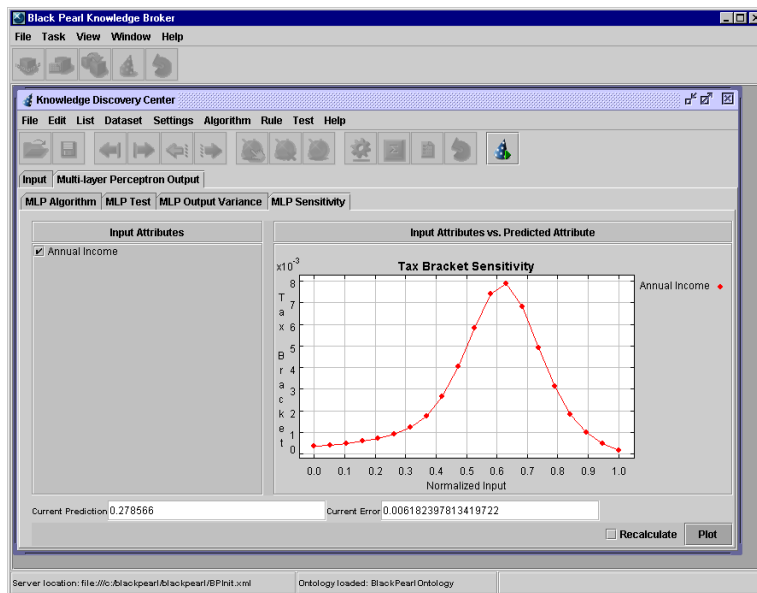 Black Pearl Knowledge Broker
File Task View Window Help
Knowledge Discovery Center
File Edit List Dataset Settings Algorithm Rule Test Help
Input Multi-layer Perceptron Output
MLP Algorithm MLP Test MLP Output Variance MLP Sensitivity
Input Attributes
Annual Income
Input Attributes vs. Predicted Attribute
x10-3
Tax Bracket Sensitivity
Tax Bracket
8
7
6
5
4
3
2
1
0
0.0 0.1 0.2 0.3 0.4 0.5 0.6 0.7 0.8 0.9 1.0
Normalized Input
Annual Income
Current Prediction 0.278566
Current Error 0.006182397813419722
Recalculate Plot
Server location: file:///c:/blackpearl/blackpearl/BPInit.xml
Ontology loaded: BlackPearlOntology